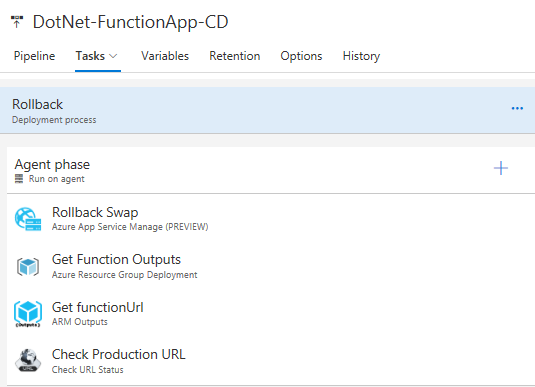 DotNet-FunctionApp-CD
Pipeline Tasks Variables Retention Options History
Rollback
Deployment process
Agent phase
Run on agent
Rollback Swap
Azure App Service Manage (PREVIEW)
Get Function Outputs
Azure Resource Group Deployment
Get functionUrl
ARM Outputs
[Outputs]
Check Production URL
Check URL Status
URL